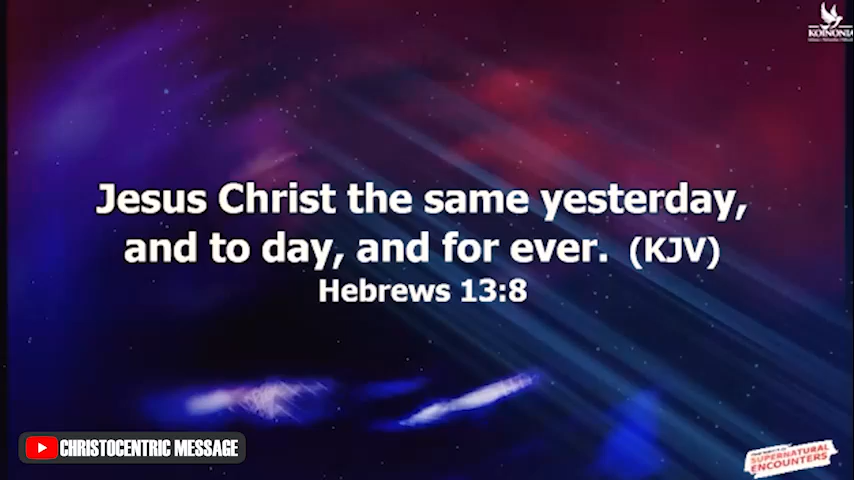 KOINONIA
Jesus Christ the same yesterday,
and to day, and for ever. (KJV)
Hebrews 13:8
CHRISTOCENTRIC MESSAGE
SUPERNATURAL
ENCOUNTERS